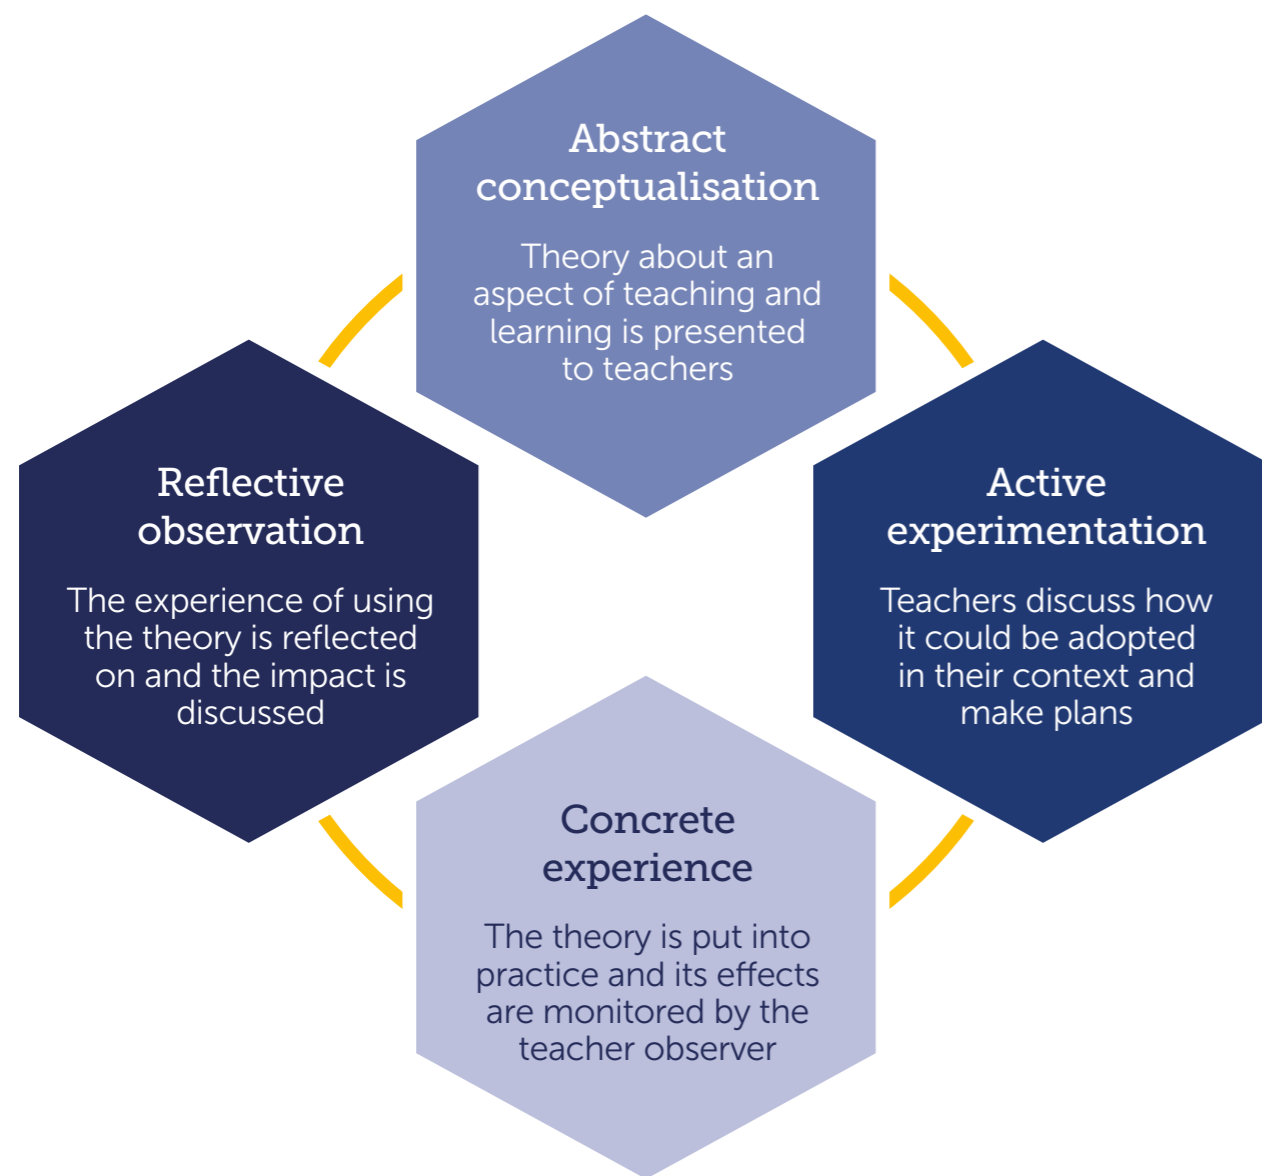 Abstract
conceptualisation
Theory about an
aspect of teaching and
learning is presented
to teachers
Reflective
observation
The experience of using
the theory is reflected
on and the impact is
discussed
Active
experimentation
Teachers discuss how
it could be adopted
in their context and
make plans
Concrete
experience
The theory is put into
practice and its effects
are monitored by the
teacher observer